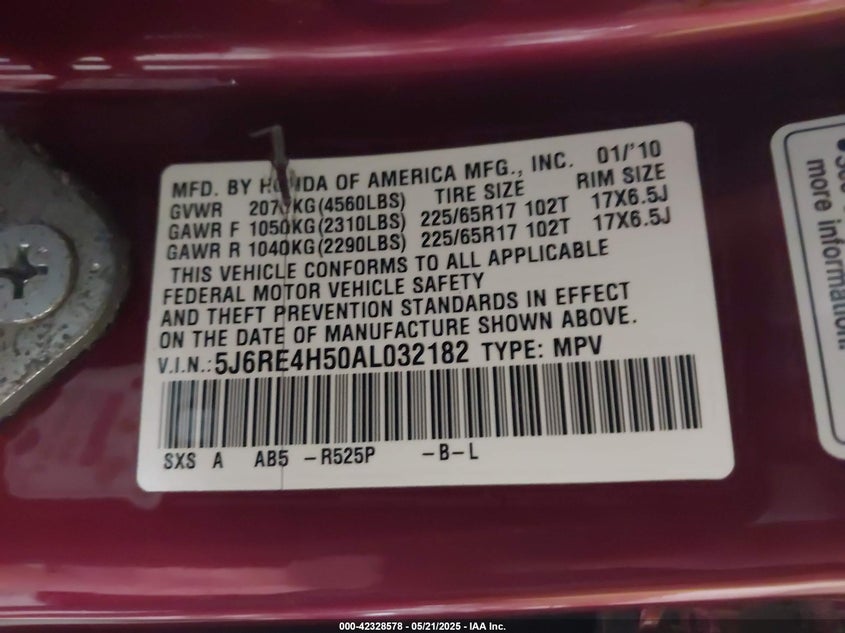 MFD. BY HONDA OF AMERICA MFG., INC. 01/'10
GVWR 207 KG(4560LBS) TIRE SIZE RIM SIZE
GAWR F 1050KG(2310LBS) 225/65R17 102T 17X6.5J
GAWR R 1040KG(2290LBS) 225/65R17 102T 17X6.5J
THIS VEHICLE CONFORMS TO ALL APPLICABLE
FEDERAL MOTOR VEHICLE SAFETY
AND THEFT PREVENTION STANDARDS IN EFFECT
ON THE DATE OF MANUFACTURE SHOWN ABOVE.
V.I.N.:5J6RE4H50AL032182 TYPE: MPV
SXS A AB5 -R525P -B-L
more information.
000-42328578 - 05/21/2025 - IAA Inc.